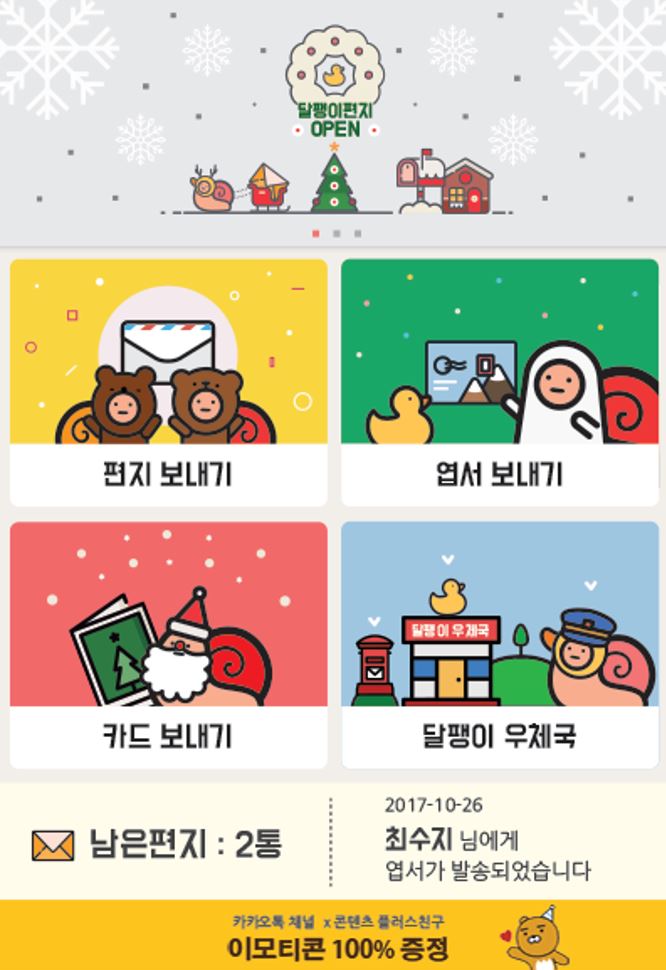 달팽이편지
OPEN
편지 보내기
엽서 보내기
달팽이 우체국
카드 보내기
달팽이 우체국
남은편지 : 2통
2017-10-26
최수지 님에게
엽서가 발송되었습니다
카카오톡 채널 x 콘텐츠 플러스친구
이모티콘 100% 증정